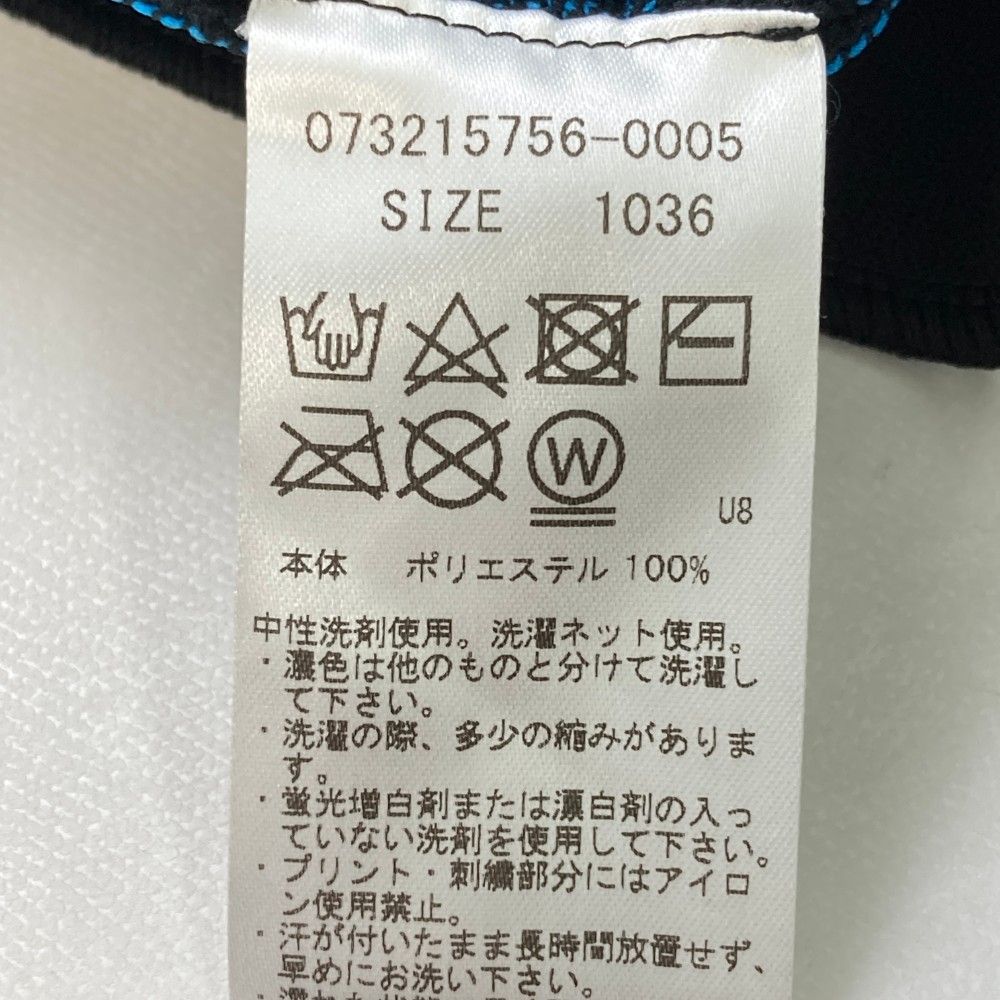 073215756-0005
SIZE 1036
W
U8
本体 ポリエステル 100%
中性洗剤使用。洗濯ネット使用。
・濃色は他のものと分けて洗濯し
て下さい。
・洗濯の際、多少の縮みがありま
す。
・蛍光増白剤または漂白剤の入っ
ていない洗剤を使用して下さい。
・プリント・刺繍部分にはアイロ
ン使用禁止。
・汗が付いたまま長時間放置せず、
早めにお洗い下さい。